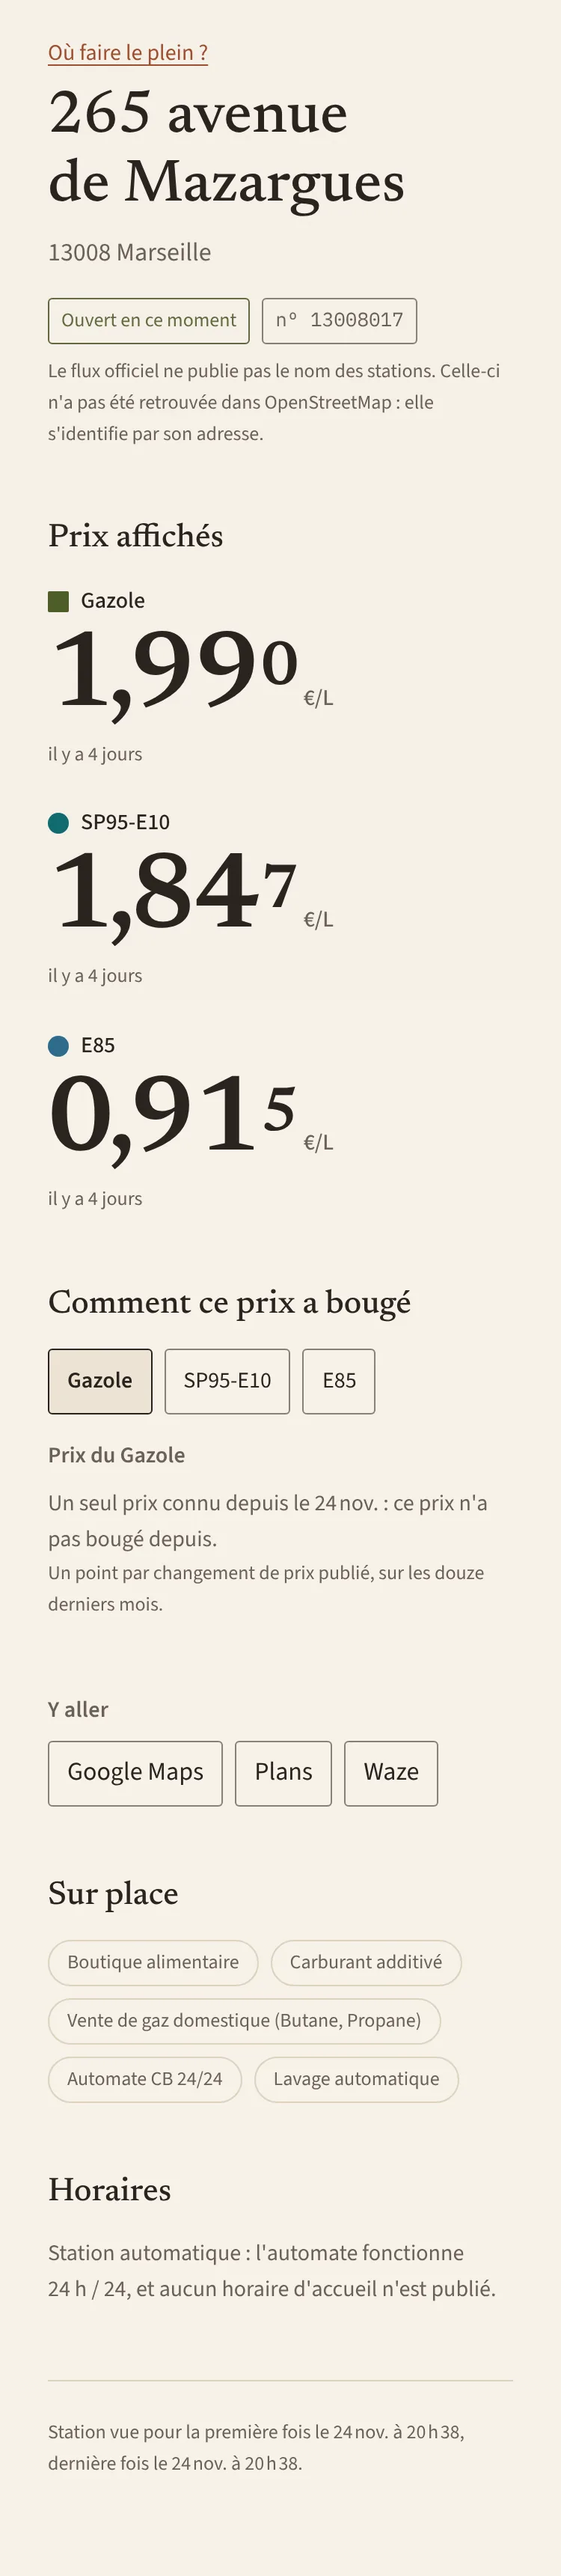 Où faire le plein ?
265 avenue
de Mazargues
13008 Marseille
Ouvert en ce moment
nº 13008017
Le flux officiel ne publie pas le nom des stations. Celle-ci
n'a pas été retrouvée dans OpenStreetMap : elle
s'identifie par son adresse.
Prix affichés
Gazole
1,990 €/L
il y a 4 jours
SP95-E10
1,847 €/L
il y a 4 jours
E85
0,915 €/L
il y a 4 jours
Comment ce prix a bougé
Gazole
SP95-E10
E85
Prix du Gazole
Un seul prix connu depuis le 24 nov. : ce prix n'a
pas bougé depuis.
Un point par changement de prix publié, sur les douze
derniers mois.
Y aller
Google Maps
Plans
Waze
Sur place
Boutique alimentaire
Carburant additivé
Vente de gaz domestique (Butane, Propane)
Automate CB 24/24
Lavage automatique
Horaires
Station automatique : l'automate fonctionne
24 h / 24, et aucun horaire d'accueil n'est publié.
Station vue pour la première fois le 24 nov. à 20 h 38,
dernière fois le 24 nov. à 20 h 38.